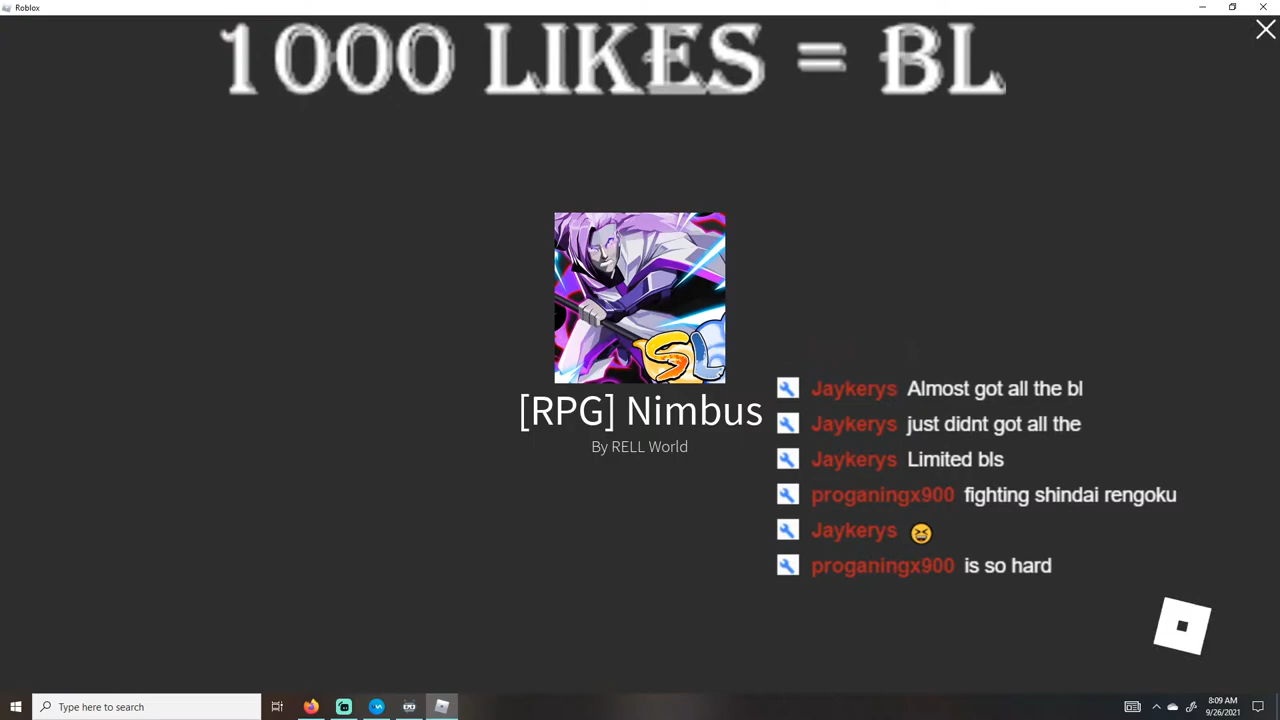 Roblox
1000 LIKES = BL
SL
[RPG] Nimbus
By RELL World
Jaykerys Almost got all the bl
Jaykerys just didnt got all the
Jaykerys Limited bls
proganingx900 fighting shindai rengoku
Jaykerys 😆
proganingx900 is so hard
Type here to search
8:09 AM
9/26/2021